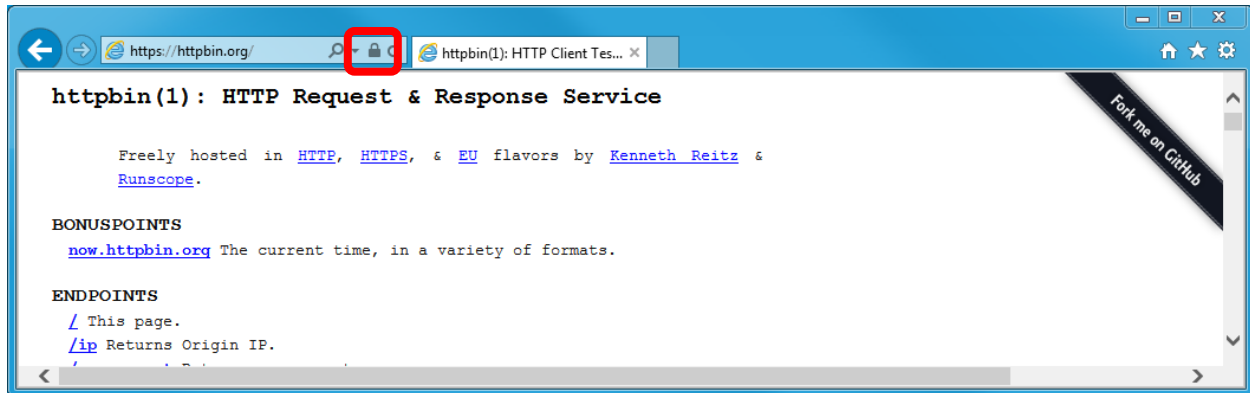 https://httpbin.org/
httpbin(1): HTTP Client Tes...
httpbin(1): HTTP Request & Response Service
Fork me on GitHub
Freely hosted in HTTP, HTTPS, & EU flavors by Kenneth Reitz &
Runscope.
BONUSPOINTS
now.httpbin.org The current time, in a variety of formats.
ENDPOINTS
/ This page.
/ip Returns Origin IP.